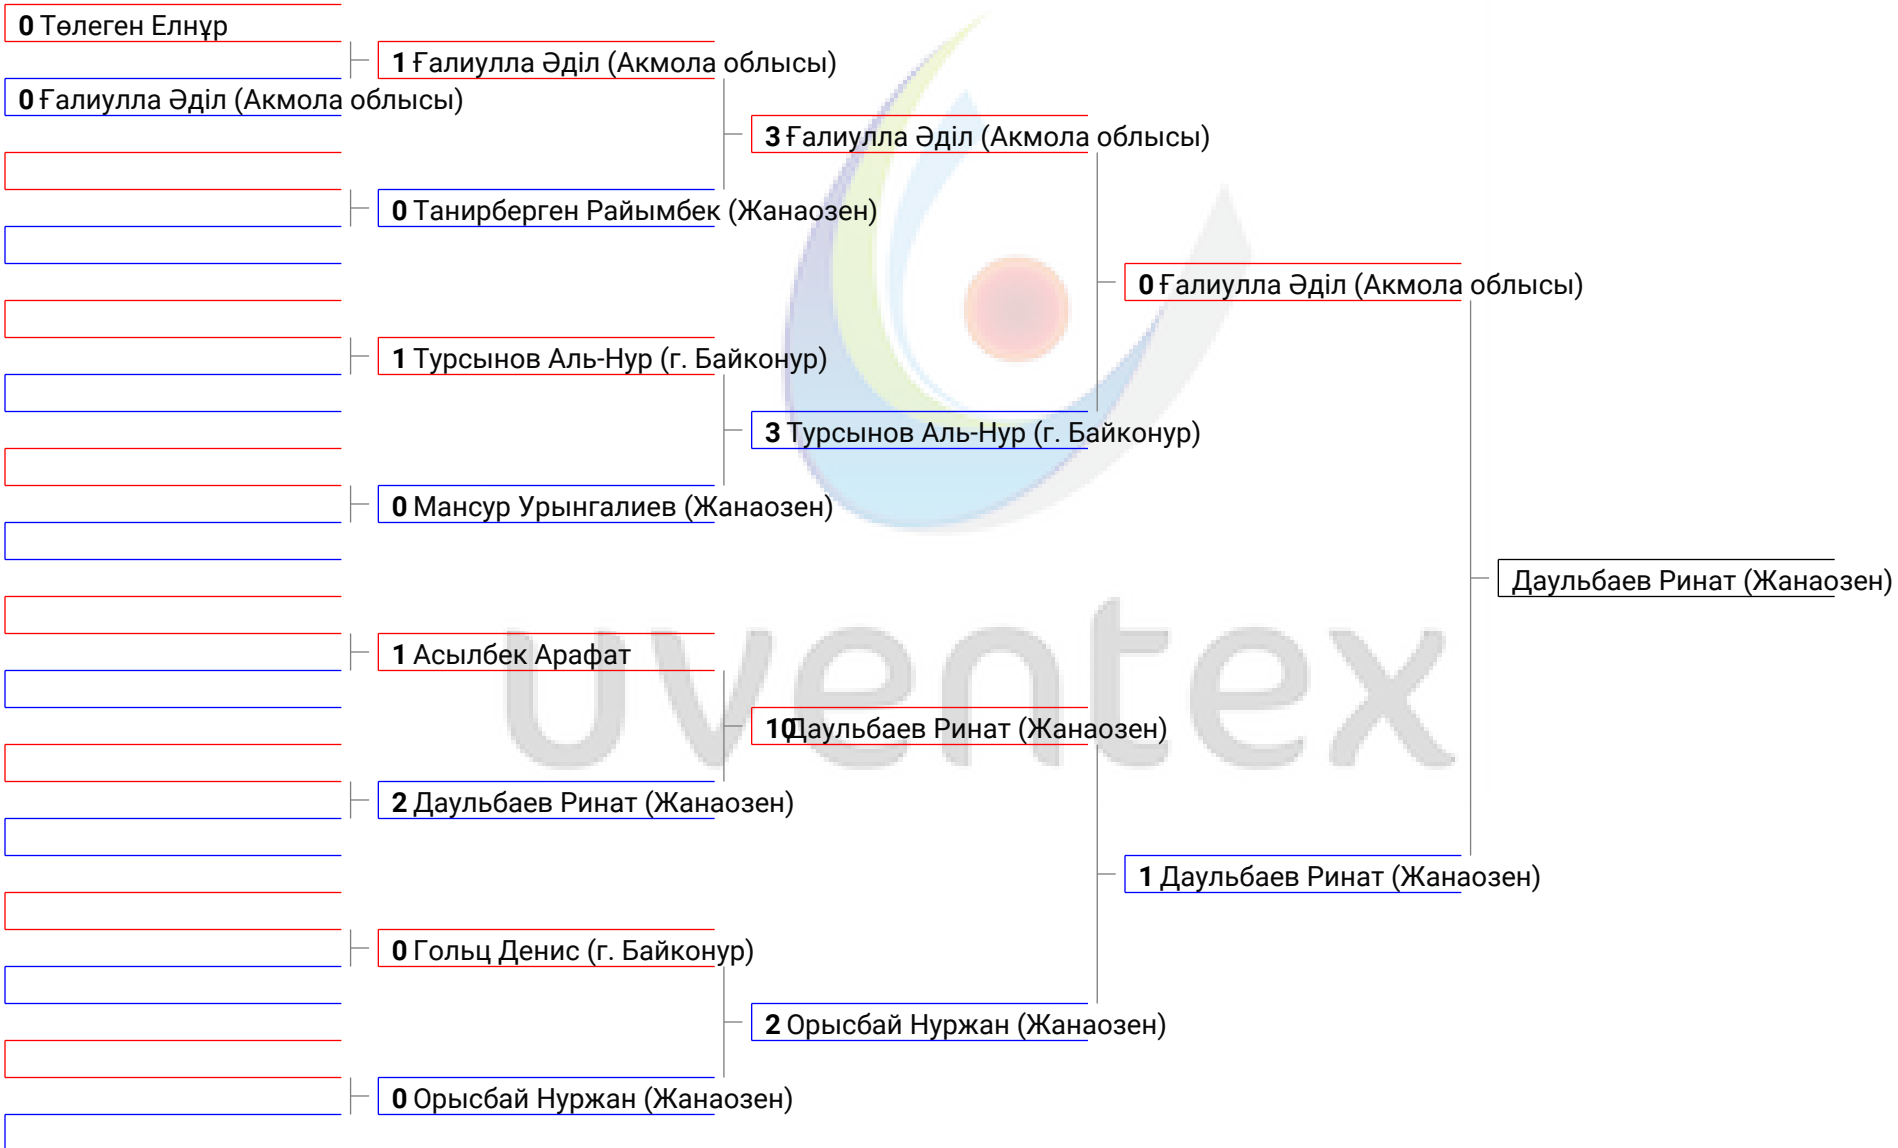 0 Төлеген Елнұр
1 Ғалиулла Әділ (Акмола облысы)
0 Ғалиулла Әділ (Акмола облысы)
3 Ғалиулла Әділ (Акмола облысы)
0 Танирберген Райымбек (Жанаозен)
0 Ғалиулла Әділ (Акмола облысы)
1 Турсынов Аль-Нур (г. Байконур)
3 Турсынов Аль-Нур (г. Байконур)
0 Мансур Урынгалиев (Жанаозен)
Даульбаев Ринат (Жанаозен)
1 Асылбек Арафат
uventex
10 Даульбаев Ринат (Жанаозен)
2 Даульбаев Ринат (Жанаозен)
1 Даульбаев Ринат (Жанаозен)
0 Гольц Денис (г. Байконур)
2 Орысбай Нуржан (Жанаозен)
0 Орысбай Нуржан (Жанаозен)